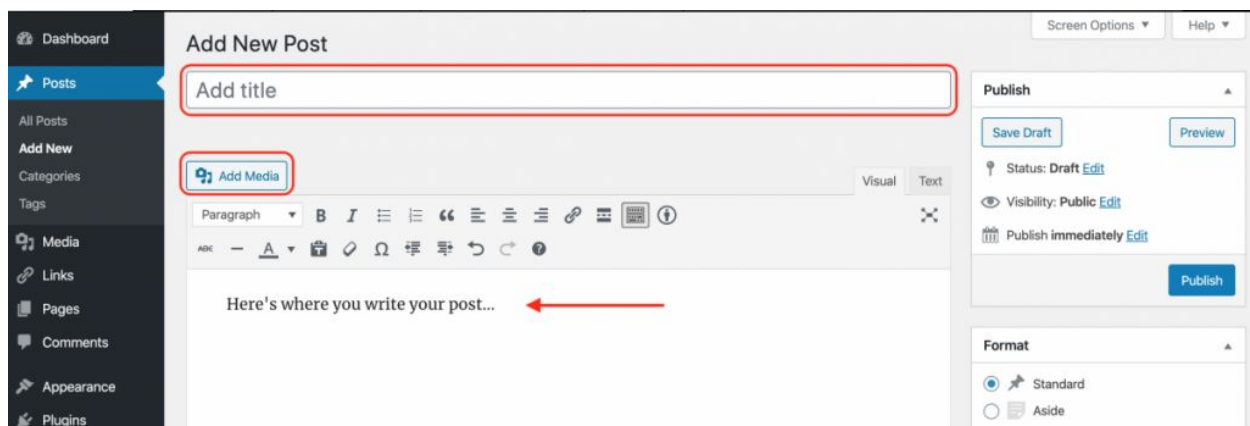 Screen Options ▼ Help ▼
Dashboard
Add New Post
Posts
Add title
All Posts
Add New
Categories
Tags
Media
Links
Pages
Comments
Appearance
Plugins
Add Media
Visual Text
Paragraph ▼ B I
ABC A Ω
Here's where you write your post...
Publish
Save Draft Preview
Status: Draft Edit
Visibility: Public Edit
Publish immediately Edit
Publish
Format
Standard
Aside